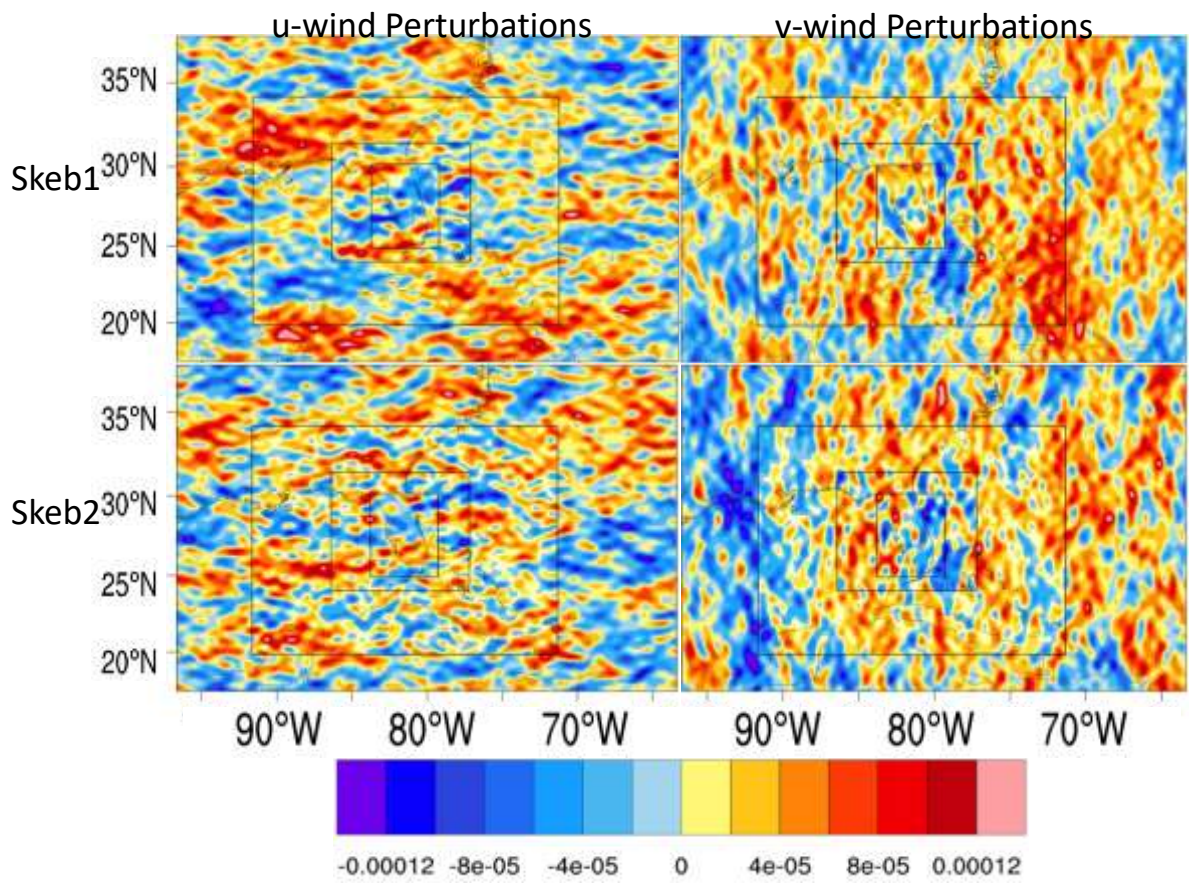 u-wind Perturbations v-wind Perturbations
35°N
Skeb1 30°N
25°N
20°N
35°N
Skeb2 30°N
25°N
20°N
90°W 80°W 70°W 90°W 80°W 70°W
-0.00012 -8e-05 -4e-05 0 4e-05 8e-05 0.00012